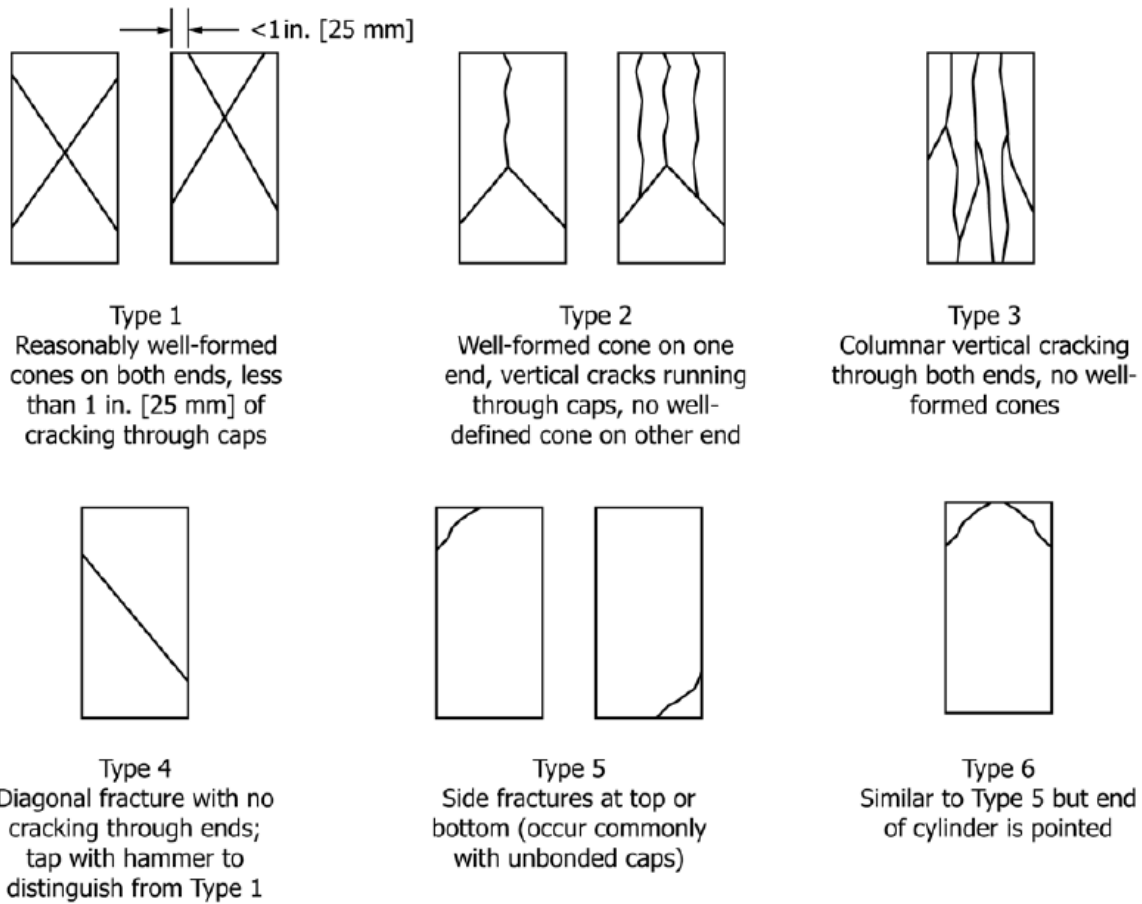 <1in. [25 mm]
Type 1
Reasonably well-formed
cones on both ends, less
than 1 in. [25 mm] of
cracking through caps
Type 2
Well-formed cone on one
end, vertical cracks running
through caps, no well-
defined cone on other end
Type 3
Columnar vertical cracking
through both ends, no well-
formed cones
Type 4
Diagonal fracture with no
cracking through ends;
tap with hammer to
distinguish from Type 1
Type 5
Side fractures at top or
bottom (occur commonly
with unbonded caps)
Type 6
Similar to Type 5 but end
of cylinder is pointed